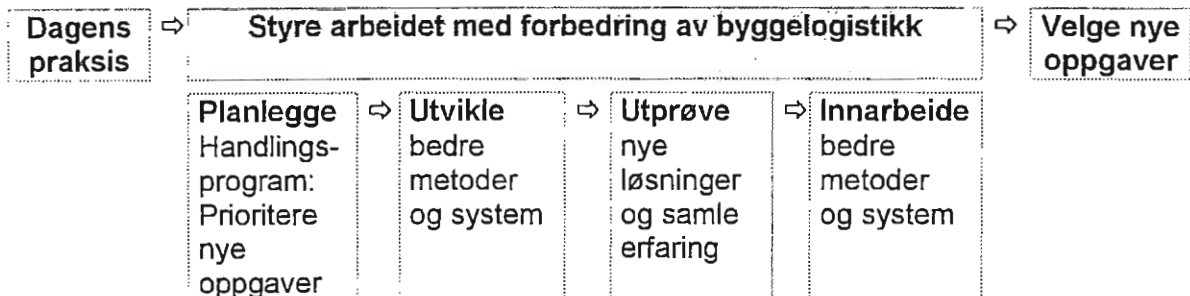 Dagens
praksis
⇨
Styre arbeidet med forbedring av byggelogistikk
⇨
Velge nye
oppgaver
Planlegge
Handlings-
program:
Prioritere
nye
oppgaver
⇨
Utvikle
bedre
metoder
og system
⇨
Utprøve
nye
løsninger
og samle
erfaring
⇨
Innarbeide
bedre
metoder
og system